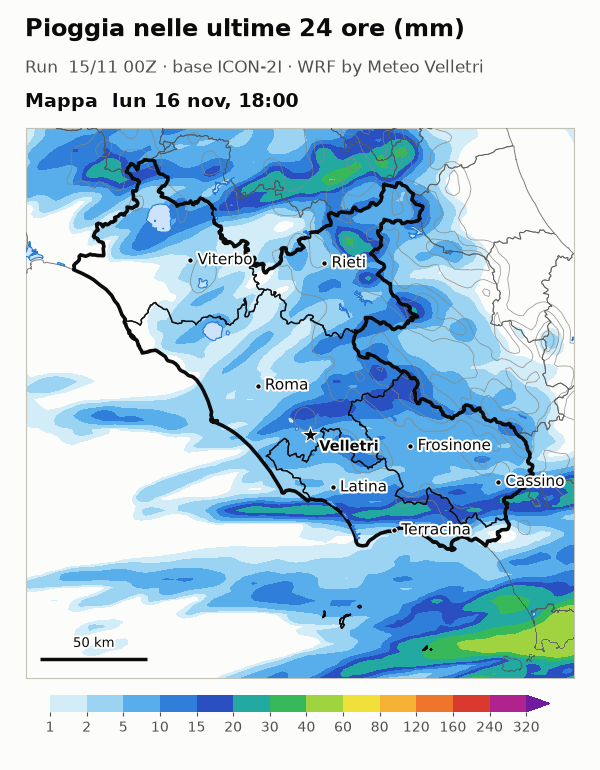 Pioggia nelle ultime 24 ore (mm)
Run  15/11 00Z · base ICON-2I · WRF by Meteo Velletri
Mappa  lun 16 nov, 18:00
Viterbo
Rieti
Roma
Velletri
Frosinone
Cassino
Latina
Terracina
50 km
1 2 5 10 15 20 30 40 60 80 120 160 240 320